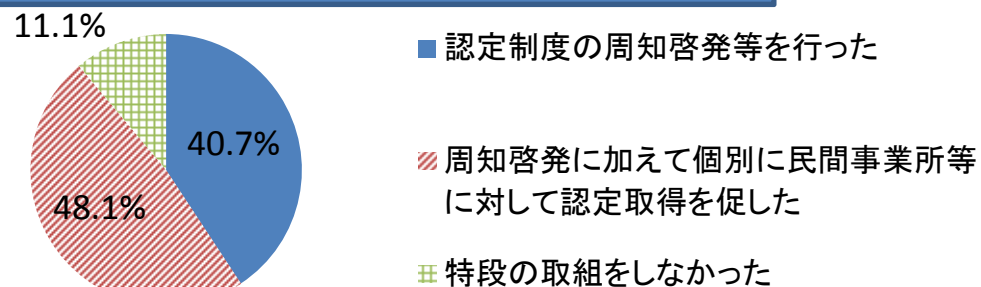 11.1%
認定制度の周知啓発等を行った
40.7%
周知啓発に加えて個別に民間事業所等
に対して認定取得を促した
48.1%
特段の取組をしなかった